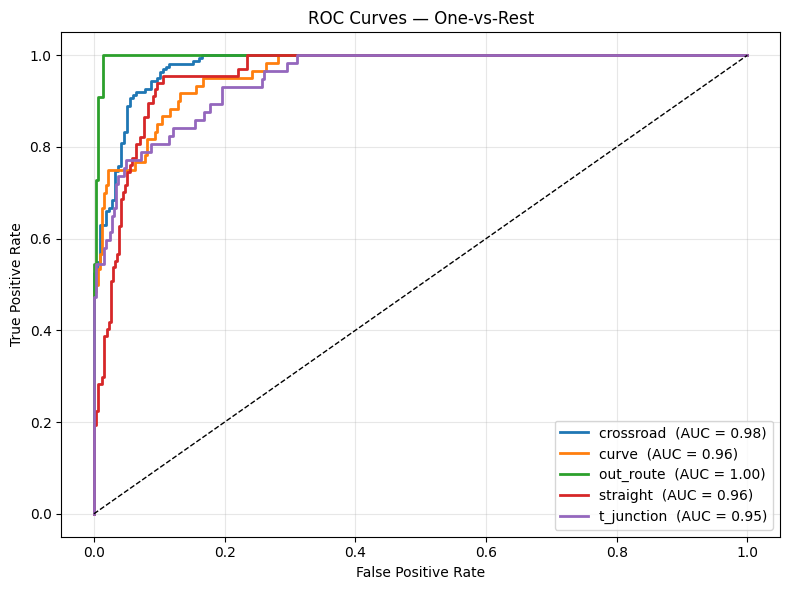 ROC Curves — One-vs-Rest
True Positive Rate
1.0
0.8
0.6
0.4
0.2
0.0
0.0 0.2 0.4 0.6 0.8 1.0
False Positive Rate
crossroad (AUC = 0.98)
curve (AUC = 0.96)
out_route (AUC = 1.00)
straight (AUC = 0.96)
t_junction (AUC = 0.95)